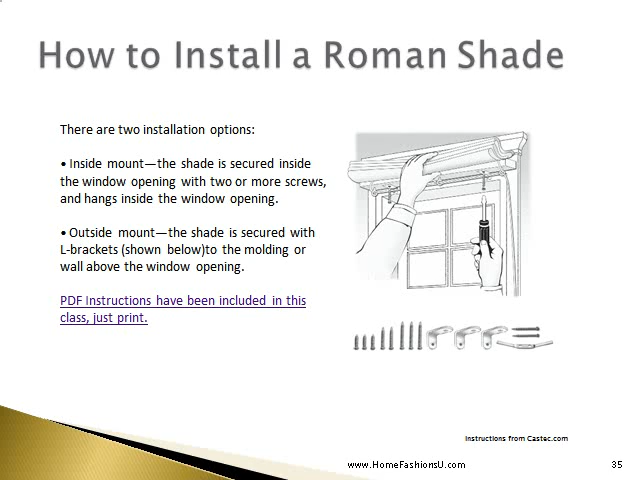 How to Install a Roman Shade
There are two installation options:
• Inside mount—the shade is secured inside
the window opening with two or more screws,
and hangs inside the window opening.
• Outside mount—the shade is secured with
L-brackets (shown below)to the molding or
wall above the window opening.
PDF Instructions have been included in this
class, just print.
Instructions from Castec.com
www.HomeFashionsU.com
35